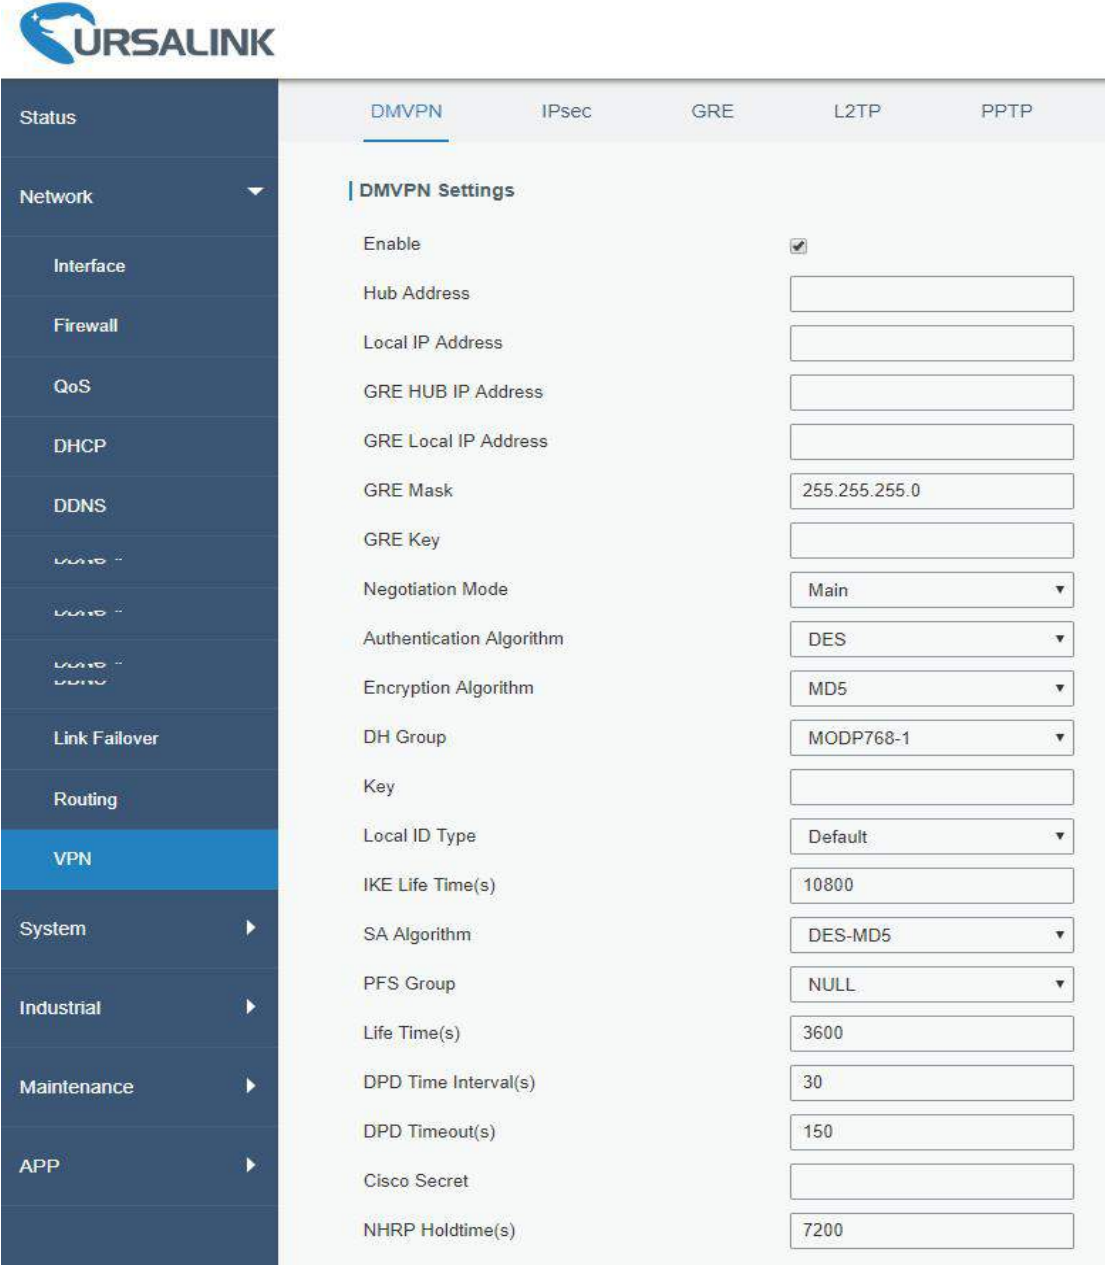 URSALINK
Status
Network
Interface
Firewall
QoS
DHCP
DDNS
Link Failover
Routing
VPN
System
Industrial
Maintenance
APP
DMVPN IPsec GRE L2TP PPTP
DMVPN Settings
Enable
Hub Address
Local IP Address
GRE HUB IP Address
GRE Local IP Address
GRE Mask 255.255.255.0
GRE Key
Negotiation Mode Main
Authentication Algorithm DES
Encryption Algorithm MD5
DH Group MODP768-1
Key
Local ID Type Default
IKE Life Time(s) 10800
SA Algorithm DES-MD5
PFS Group NULL
Life Time(s) 3600
DPD Time Interval(s) 30
DPD Timeout(s) 150
Cisco Secret
NHRP Holdtime(s) 7200